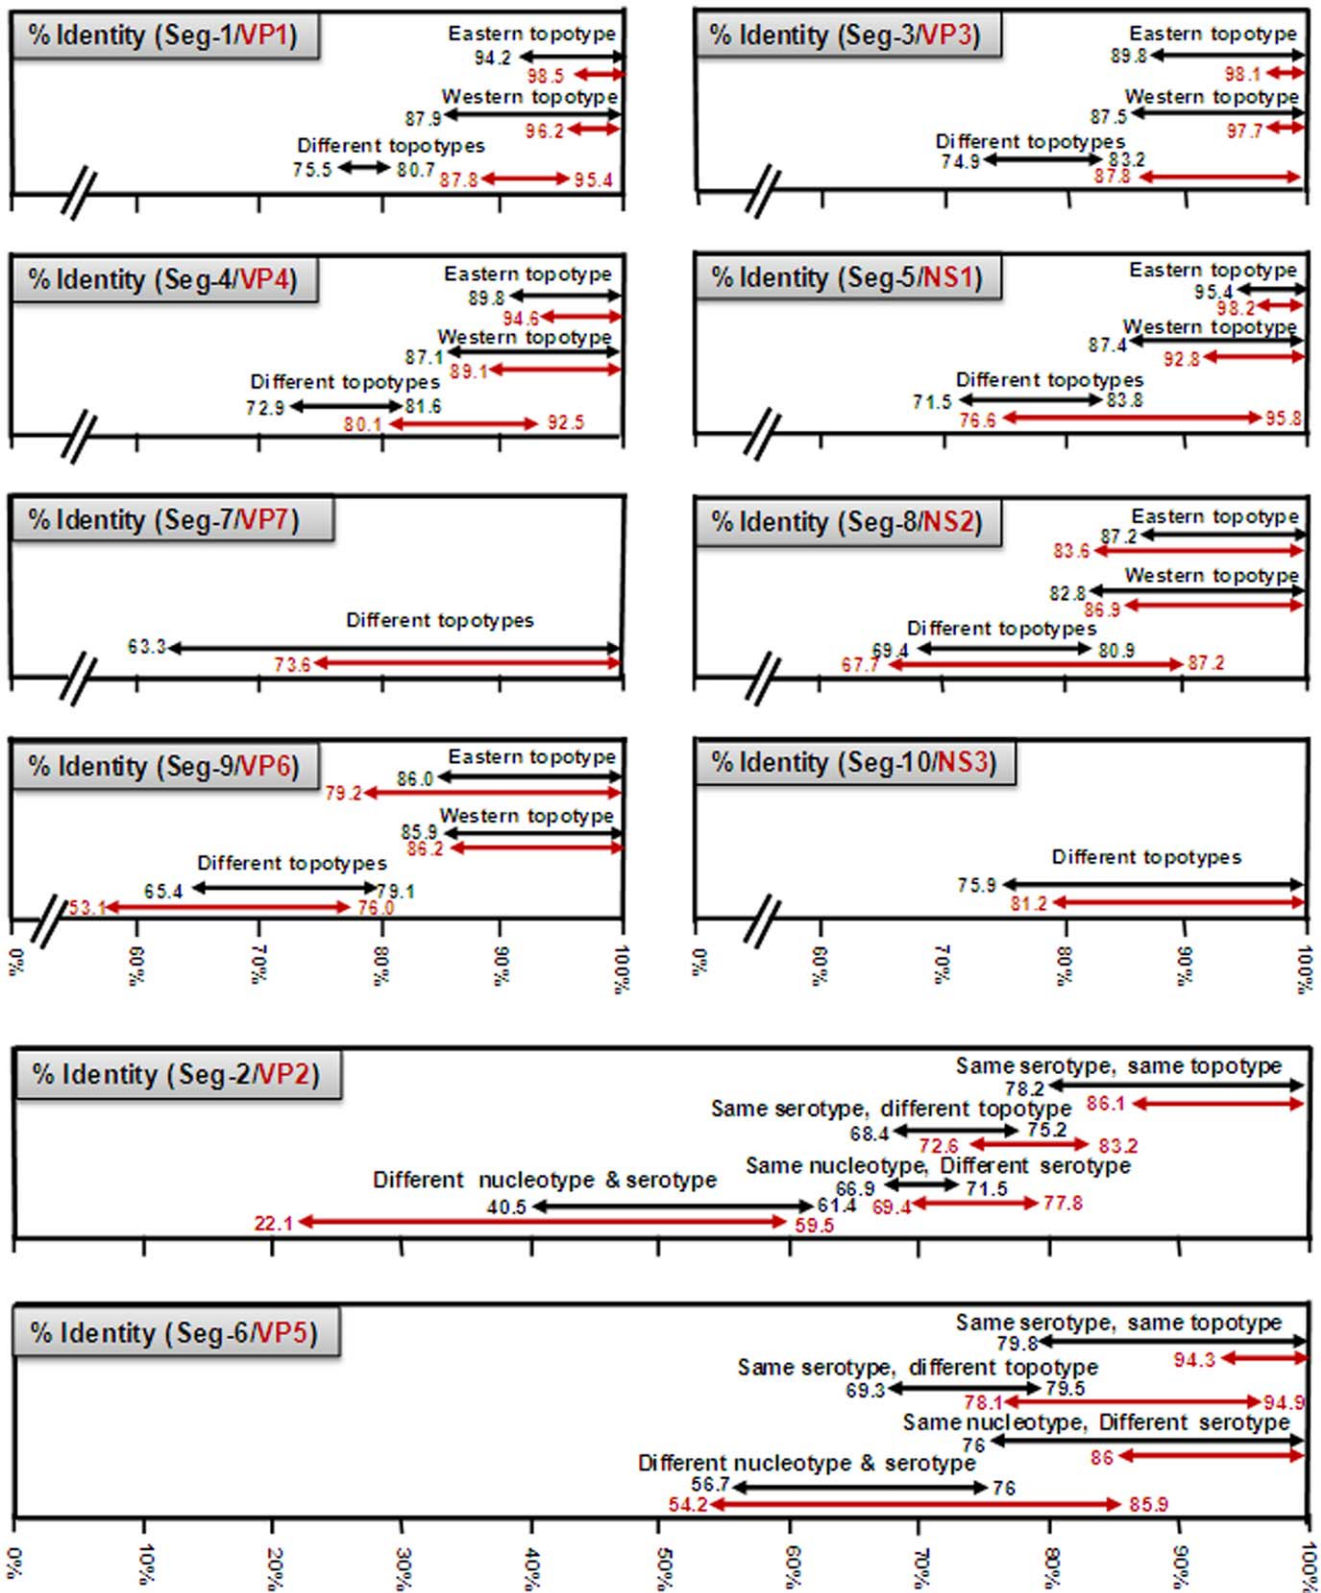 % Identity (Seg-1/VP1)
Eastern topotype
94.2
98.5
Western topotype
87.9
96.2
Different topotypes
75.5 80.7
87.8 95.4
% Identity (Seg-3/VP3)
Eastern topotype
89.8
98.1
Western topotype
87.5
97.7
Different topotypes
74.9 83.2
87.8
% Identity (Seg-4/VP4)
Eastern topotype
89.8
94.6
Western topotype
87.1
89.1
Different topotypes
72.9 81.6
80.1 92.5
% Identity (Seg-5/NS1)
Eastern topotype
95.4
98.2
Western topotype
87.4
92.8
Different topotypes
71.5 83.8
76.6 95.8
% Identity (Seg-7/VP7)
Different topotypes
63.3
73.6
% Identity (Seg-8/NS2)
Eastern topotype
87.2
83.6
Western topotype
82.8
86.9
Different topotypes
69.4 80.9
67.7 87.2
% Identity (Seg-9/VP6)
Eastern topotype
86.0
79.2
Western topotype
85.9
86.2
Different topotypes
65.4 79.1
53.1 76.0
0% 60% 70% 80% 90% 100%
% Identity (Seg-10/NS3)
Different topotypes
75.9
81.2
0% 60% 70% 80% 90% 100%
% Identity (Seg-2/VP2)
Same serotype, same topotype
78.2
86.1
Same serotype, different topotype
68.4 75.2
72.6 83.2
Same nucleotype, Different serotype
66.9 71.5
69.4 77.8
Different nucleotype & serotype
40.5 61.4
22.1 59.5
% Identity (Seg-6/VP5)
Same serotype, same topotype
79.8
94.3
Same serotype, different topotype
69.3 79.5
78.1 94.9
Same nucleotype, Different serotype
76
86
Different nucleotype & serotype
56.7 76
54.2 85.9
0% 10% 20% 30% 40% 50% 60% 70% 80% 90% 100%